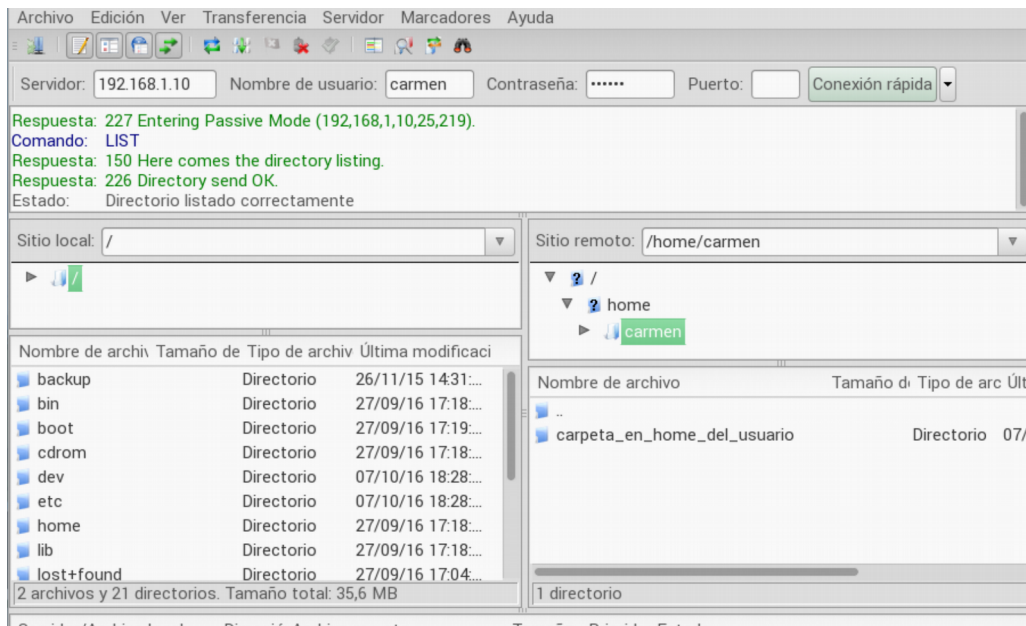 Archivo Edición Ver Transferencia Servidor Marcadores Ayuda
Servidor: 192.168.1.10 Nombre de usuario: carmen Contraseña: •••••• Puerto: Conexión rápida
Respuesta: 227 Entering Passive Mode (192,168,1,10,25,219).
Comando: LIST
Respuesta: 150 Here comes the directory listing.
Respuesta: 226 Directory send OK.
Estado: Directorio listado correctamente
Sitio local: /
/
Nombre de archiv Tamaño de Tipo de archiv Última modificaci
backup Directorio 26/11/15 14:31:...
bin Directorio 27/09/16 17:18:...
boot Directorio 27/09/16 17:19:...
cdrom Directorio 27/09/16 17:18:...
dev Directorio 07/10/16 18:28:...
etc Directorio 07/10/16 18:28:...
home Directorio 27/09/16 17:18:...
lib Directorio 27/09/16 17:18:...
lost+found Directorio 27/09/16 17:04:...
2 archivos y 21 directorios. Tamaño total: 35,6 MB
Sitio remoto: /home/carmen
/
home
carmen
Nombre de archivo Tamaño d Tipo de arc Últ
..
carpeta_en_home_del_usuario Directorio 07/
1 directorio